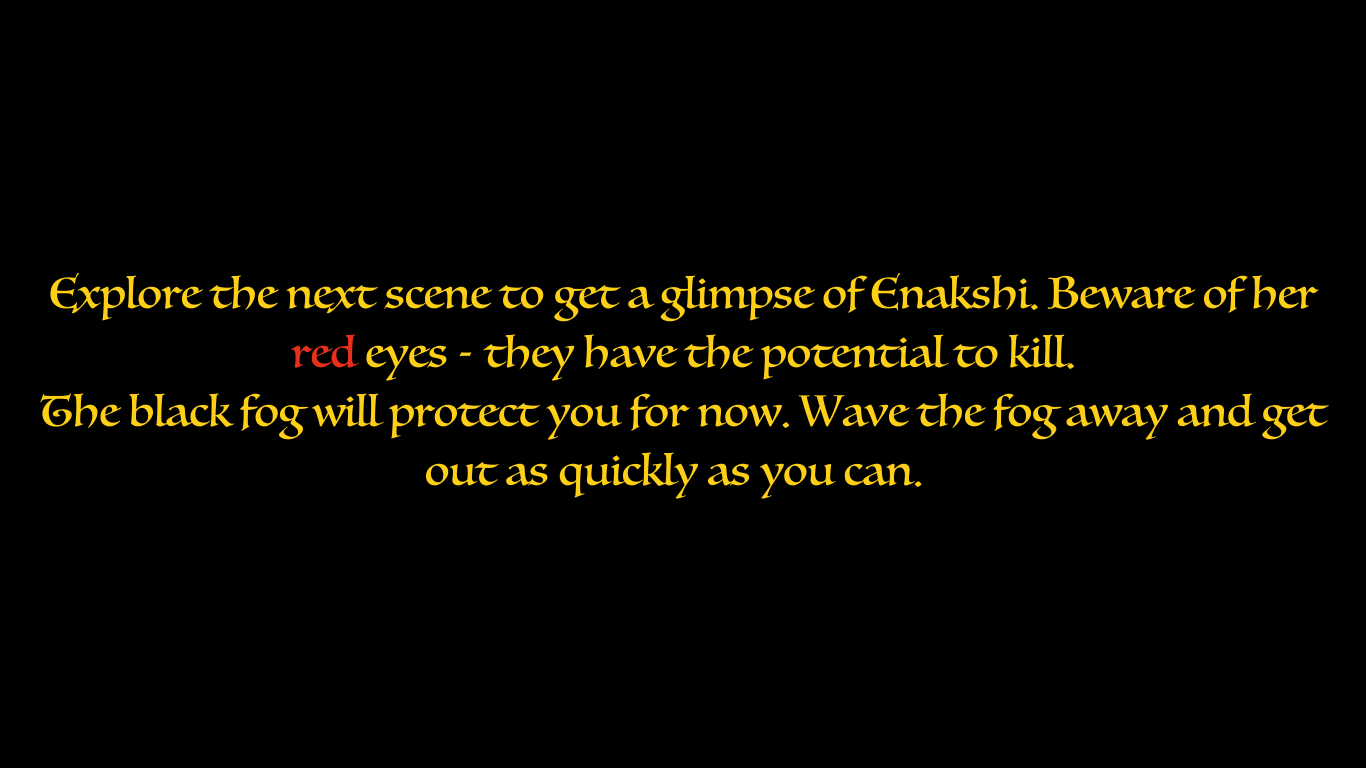 Explore the next scene to get a glimpse of Enakshi. Beware of her
red eyes - they have the potential to kill.
The black fog will protect you for now. Wave the fog away and get
out as quickly as you can.